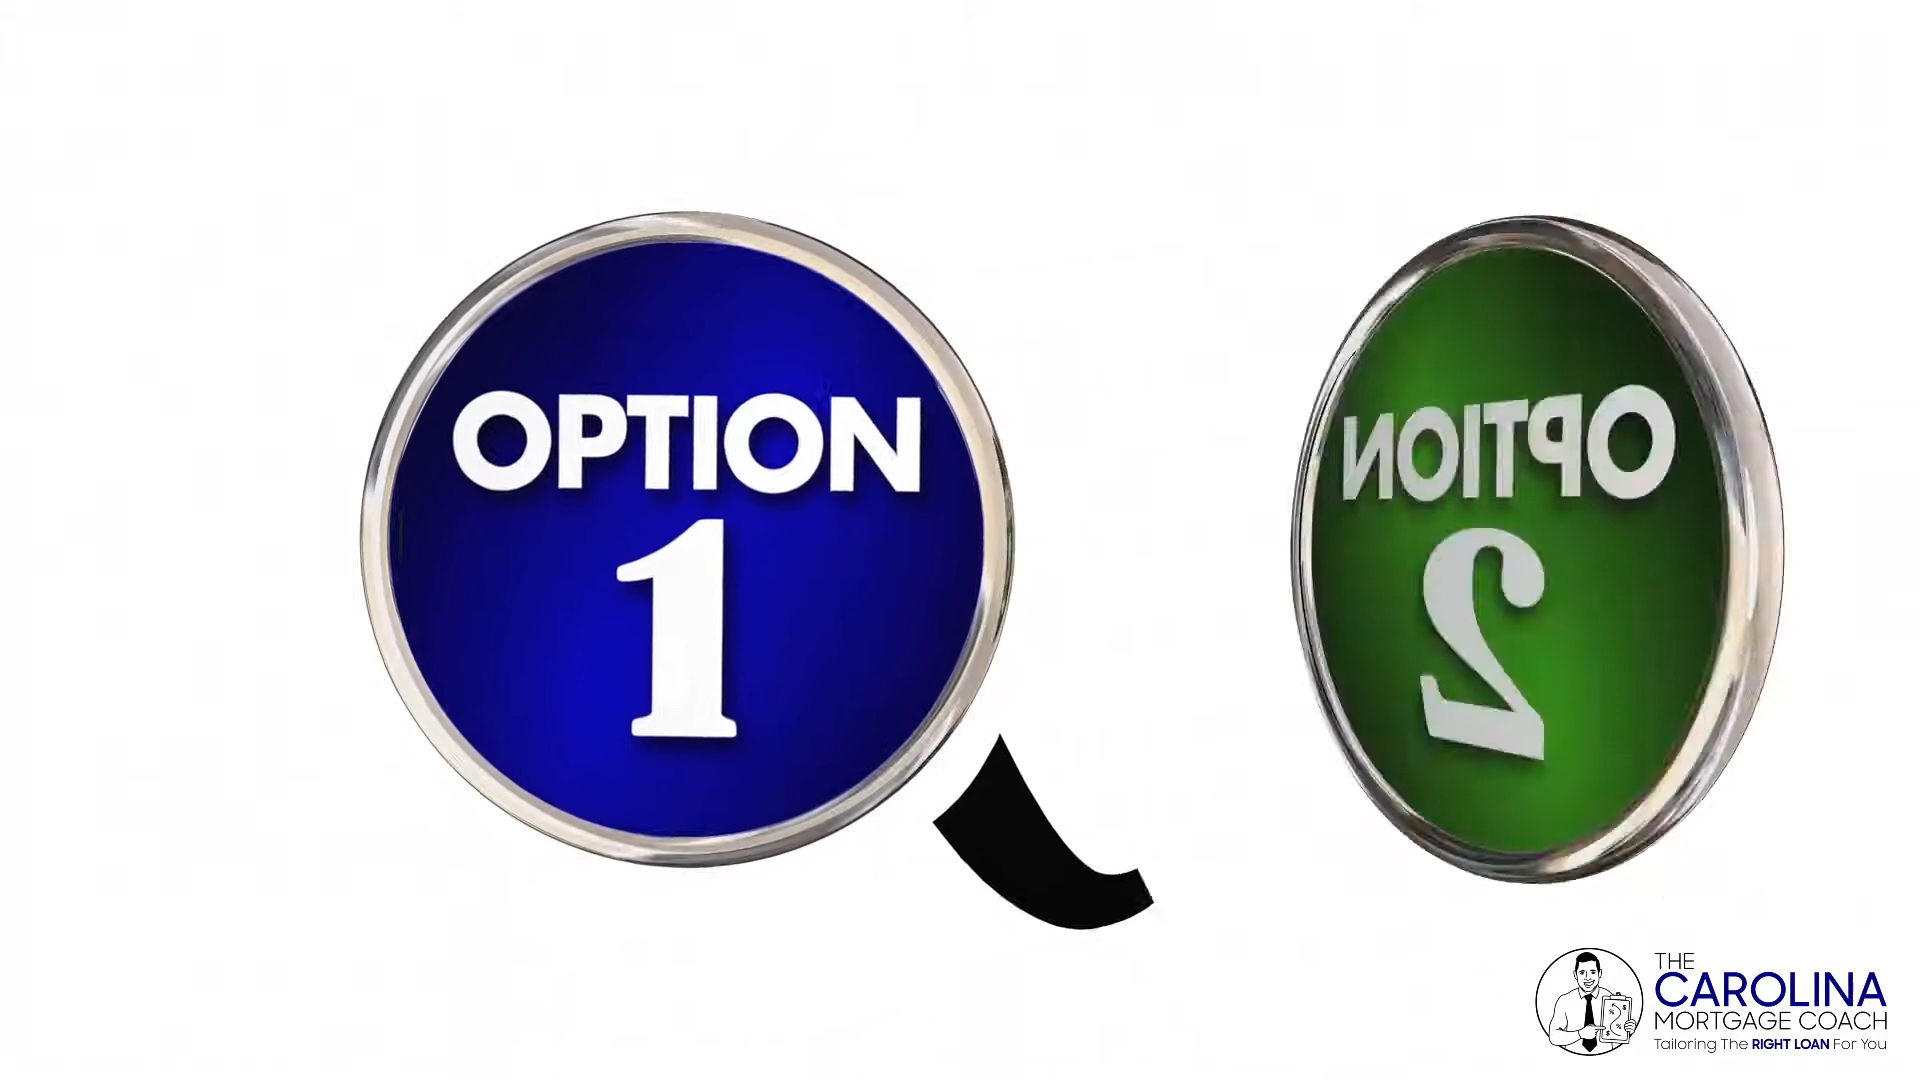 OPTION
1
OPTION
2
THE
CAROLINA
MORTGAGE COACH
Tailoring The RIGHT LOAN For You